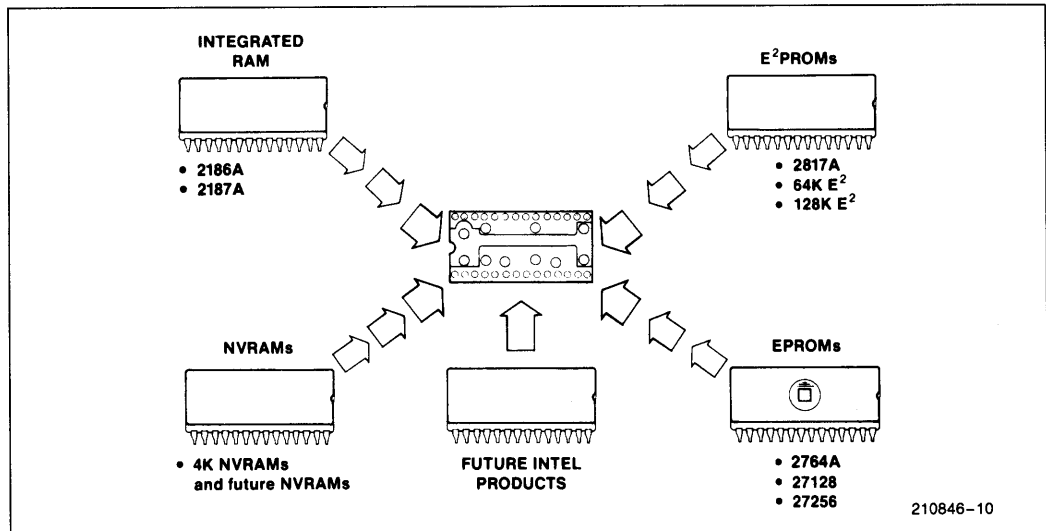 INTEGRATED
RAM
• 2186A
• 2187A
E²PROMs
• 2817A
• 64K E²
• 128K E²
NVRAMs
• 4K NVRAMs
and future NVRAMs
FUTURE INTEL
PRODUCTS
EPROMs
• 2764A
• 27128
• 27256
210846-10